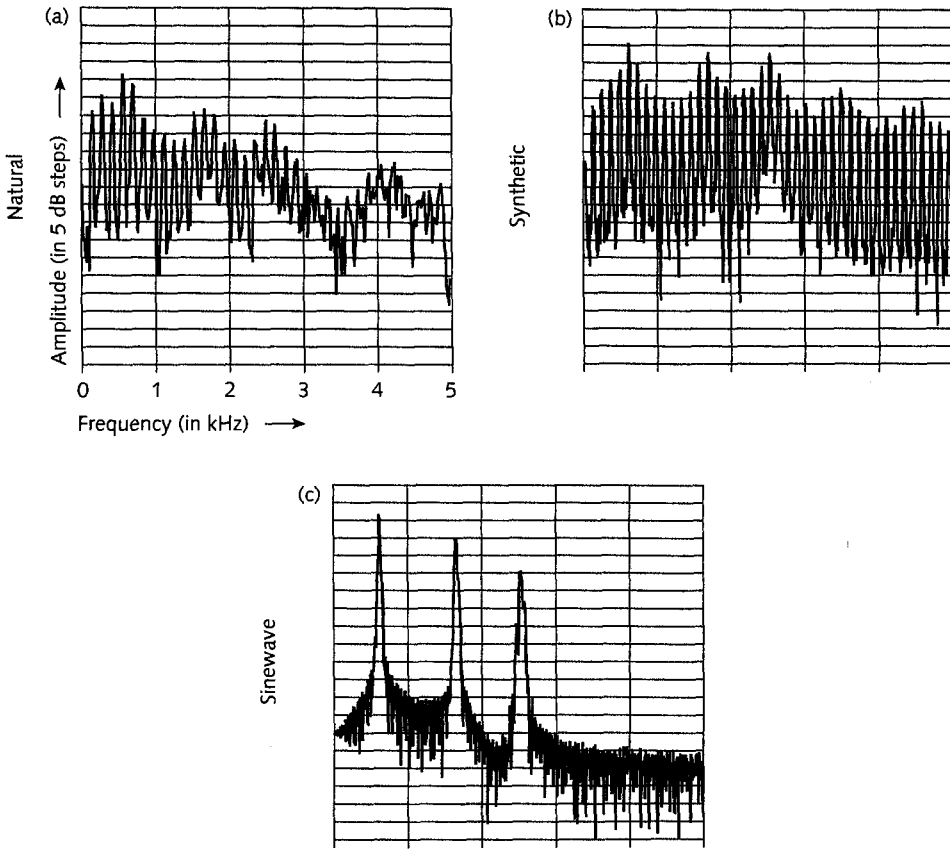 (a)
Natural
Amplitude (in 5 dB steps)
0 1 2 3 4 5
Frequency (in kHz)
(b)
Synthetic
(c)
Sinewave